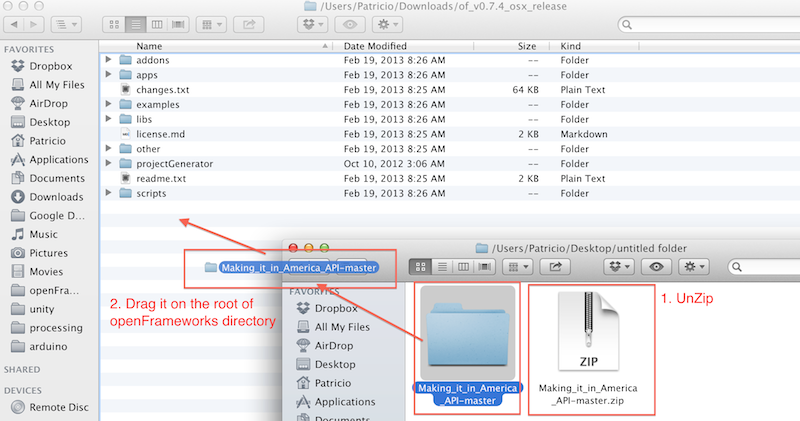 /Users/Patricio/Downloads/of_v0.7.4_osx_release
FAVORITES
Dropbox
All My Files
AirDrop
Desktop
Patricio
Applications
Documents
Downloads
Google D...
Music
Pictures
Movies
openFra...
unity
processing
arduino
SHARED
DEVICES
Remote Disc
Name Date Modified Size Kind
addons Feb 19, 2013 8:26 AM -- Folder
apps Feb 19, 2013 8:26 AM -- Folder
changes.txt Feb 19, 2013 8:25 AM 64 KB Plain Text
examples Feb 19, 2013 8:26 AM -- Folder
libs Feb 19, 2013 8:26 AM -- Folder
license.md Feb 19, 2013 8:25 AM 2 KB Markdown
other Feb 19, 2013 8:25 AM -- Folder
projectGenerator Oct 10, 2012 3:06 AM -- Folder
readme.txt Feb 19, 2013 8:25 AM 2 KB Plain Text
scripts Feb 19, 2013 8:26 AM -- Folder
Making_it_in_America_API-master
2. Drag it on the root of
openFrameworks directory
/Users/Patricio/Desktop/untitled folder
FAVORITES
Dropbox
All My Files
AirDrop
Desktop
Patricio
Applications
Documents
Making_it_in_America
_API-master
ZIP
Making_it_in_America
_API-master.zip
1. UnZip